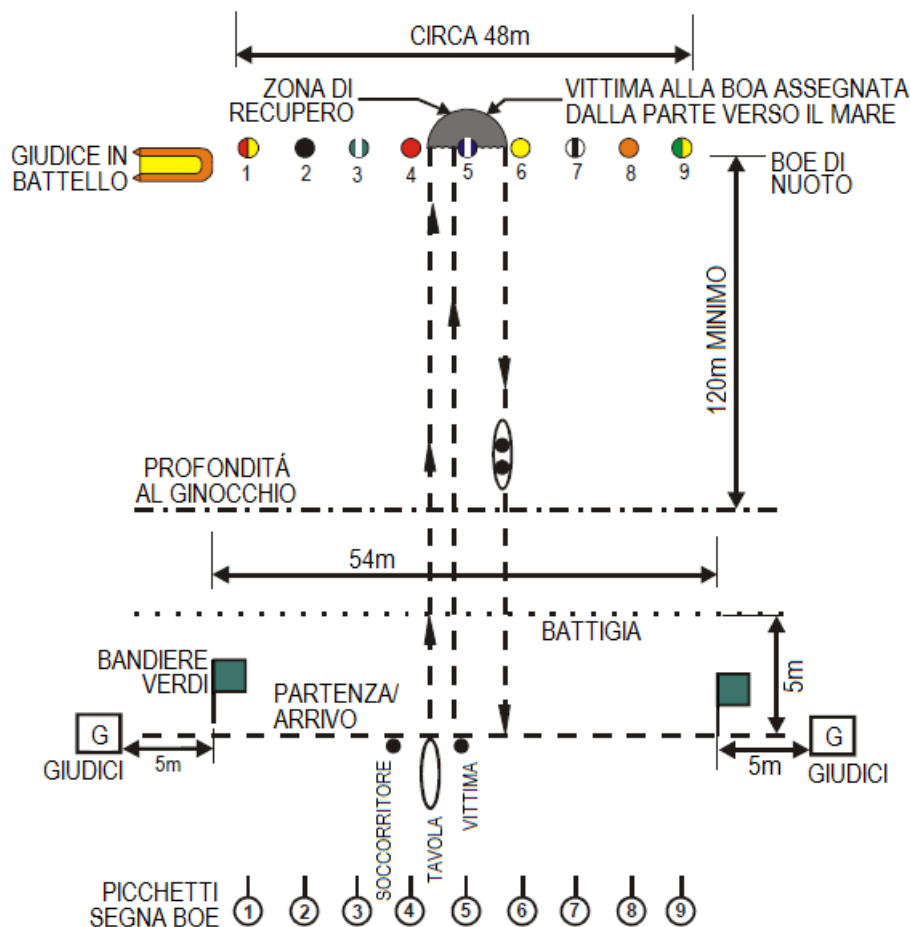 CIRCA 48m
ZONA DI
RECUPERO
VITTIMA ALLA BOA ASSEGNATA
DALLA PARTE VERSO IL MARE
GIUDICE IN
BATTELLO
1 2 3 4 5 6 7 8 9
BOE DI
NUOTO
120m MINIMO
PROFONDITÁ
AL GINOCCHIO
54m
BATTIGIA
BANDIERE
VERDI
5m
PARTENZA/
ARRIVO
G
GIUDICI
5m
G
GIUDICI
5m
SOCCORRITORE
TAVOLA
VITTIMA
PICCHETTI
SEGNA BOE
1 2 3 4 5 6 7 8 9